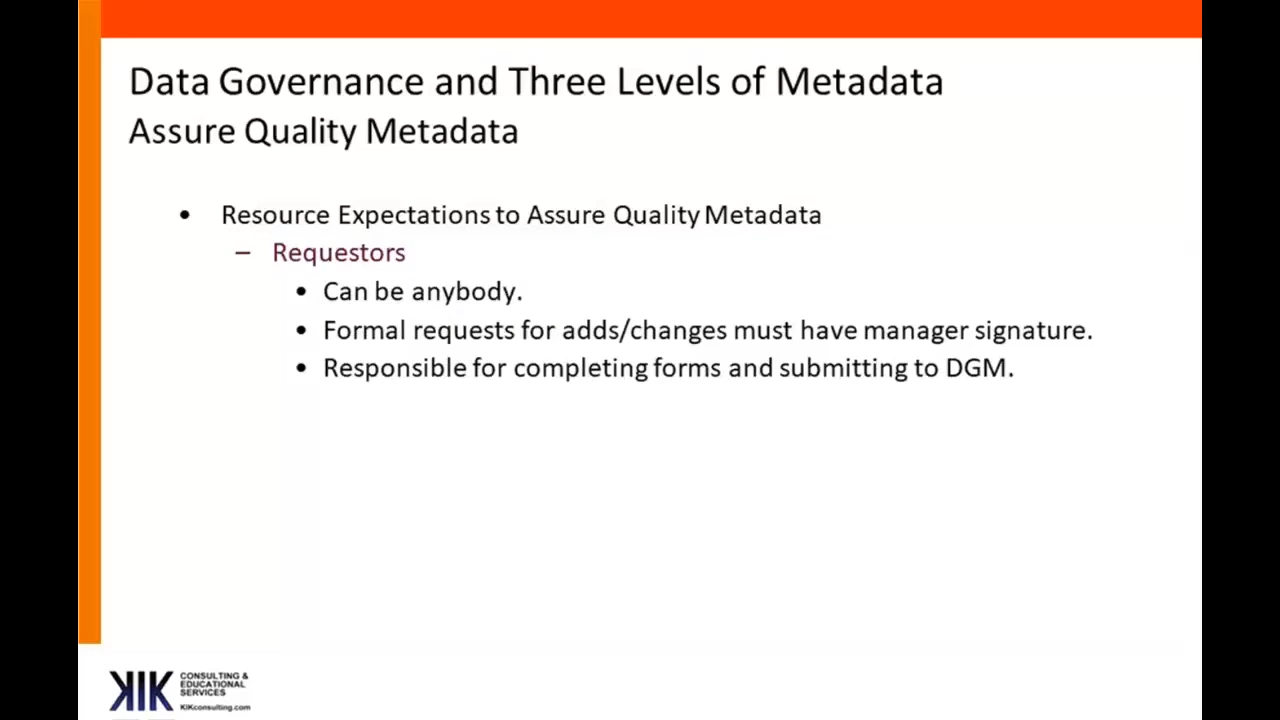 Data Governance and Three Levels of Metadata
Assure Quality Metadata
• Resource Expectations to Assure Quality Metadata
– Requestors
• Can be anybody.
• Formal requests for adds/changes must have manager signature.
• Responsible for completing forms and submitting to DGM.
KIK
CONSULTING &
EDUCATIONAL
SERVICES
KIKconsulting.com